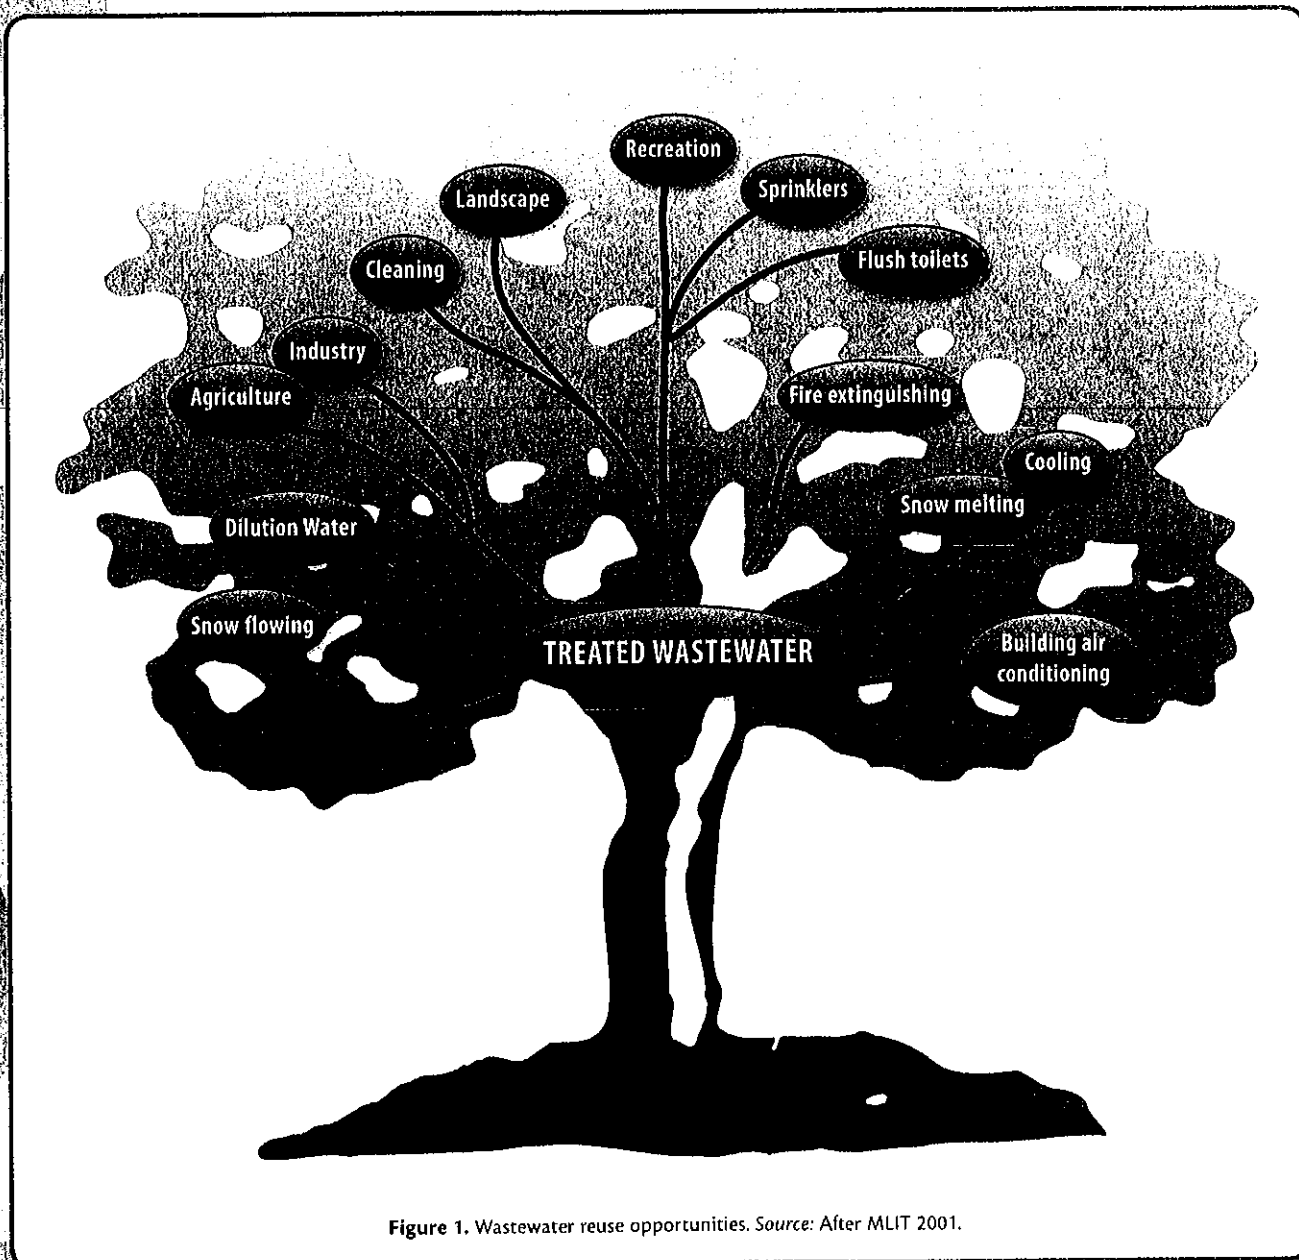 Recreation
Sprinklers
Landscape
Flush toilets
Cleaning
Industry
Agriculture
Fire extinguishing
Cooling
Snow melting
Dilution Water
Snow flowing
TREATED WASTEWATER
Building air
conditioning
Figure 1. Wastewater reuse opportunities. Source: After MLIT 2001.